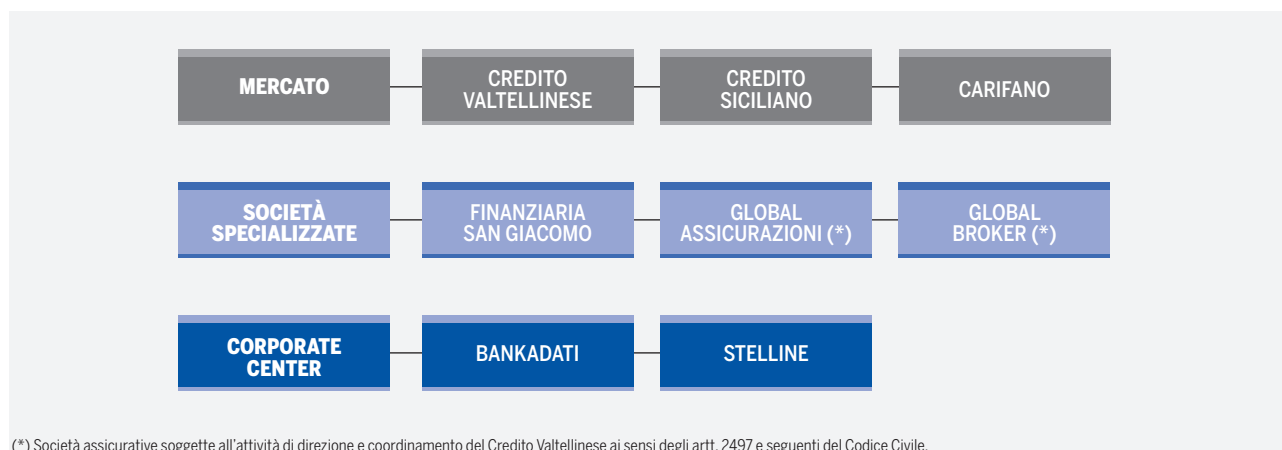 MERCATO
CREDITO
VALTELLINESE
CREDITO
SICILIANO
CARIFANO
SOCIETÀ
SPECIALIZZATE
FINANZIARIA
SAN GIACOMO
GLOBAL
ASSICURAZIONI (*)
GLOBAL
BROKER (*)
CORPORATE
CENTER
BANKADATI
STELLINE
(*) Società assicurative soggette all'attività di direzione e coordinamento del Credito Valtellinese ai sensi degli artt. 2497 e seguenti del Codice Civile.